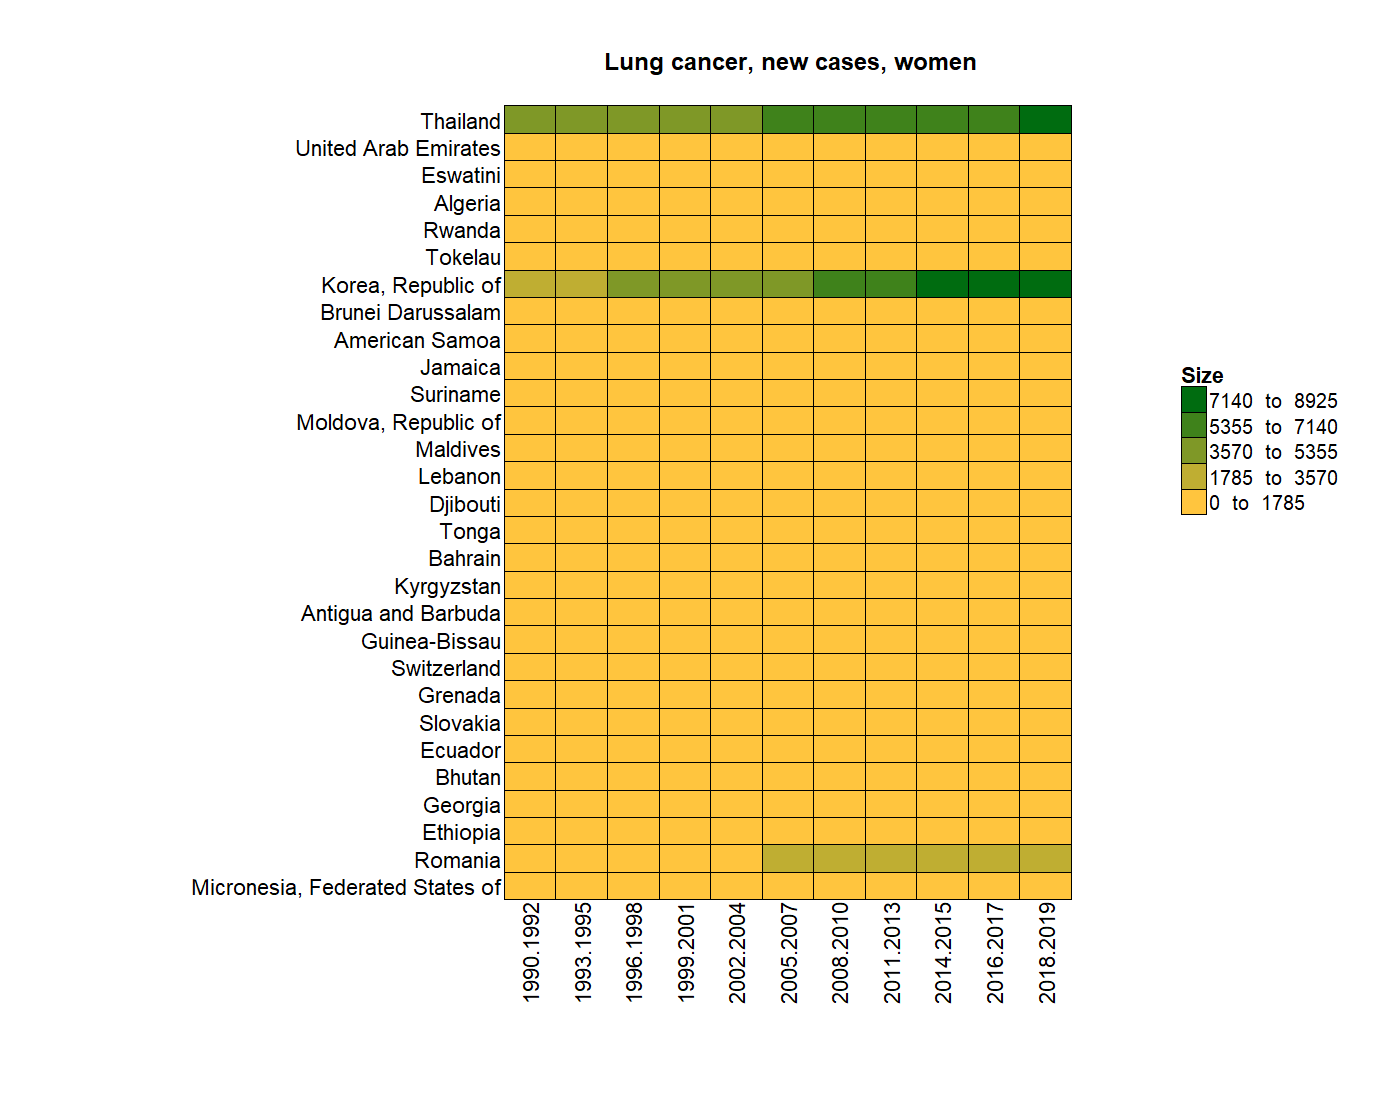 Lung cancer, new cases, women
Thailand
United Arab Emirates
Eswatini
Algeria
Rwanda
Tokelau
Korea, Republic of
Brunei Darussalam
American Samoa
Jamaica
Suriname
Moldova, Republic of
Maldives
Lebanon
Djibouti
Tonga
Bahrain
Kyrgyzstan
Antigua and Barbuda
Guinea-Bissau
Switzerland
Grenada
Slovakia
Ecuador
Bhutan
Georgia
Ethiopia
Romania
Micronesia, Federated States of
1990.1992
1993.1995
1996.1998
1999.2001
2002.2004
2005.2007
2008.2010
2011.2013
2014.2015
2016.2017
2018.2019
Size
7140 to 8925
5355 to 7140
3570 to 5355
1785 to 3570
0 to 1785